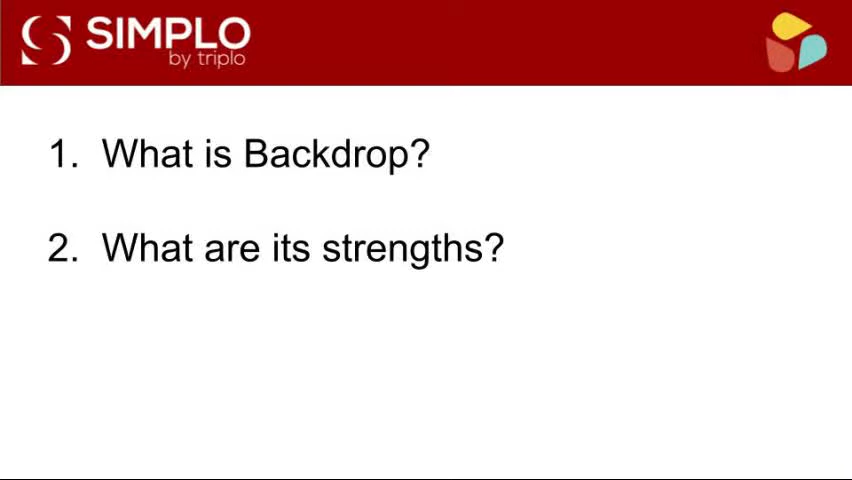 SIMPLO
by triplo
1. What is Backdrop?
2. What are its strengths?